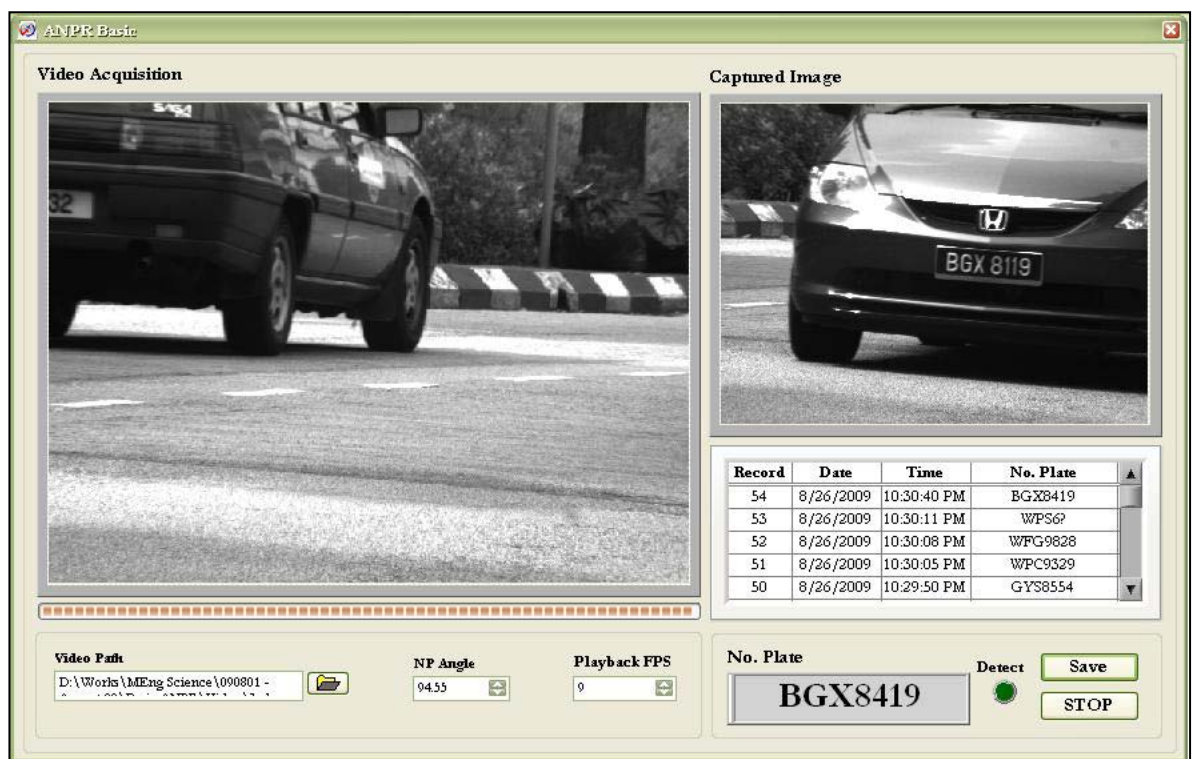 ANPR Basic
Video Acquisition
SAGA
32
Captured Image
BGX 8119
Record Date Time No. Plate
54 8/26/2009 10:30:40 PM BGX8419
53 8/26/2009 10:30:11 PM WPS6?
52 8/26/2009 10:30:08 PM WFG9828
51 8/26/2009 10:30:05 PM WPC9329
50 8/26/2009 10:29:50 PM GYS8554
Video Path
D:\Works\MEng Science\090801 -
NP Angle
94.55
Playback FPS
9
No. Plate
BGX8419
Detect
Save
STOP